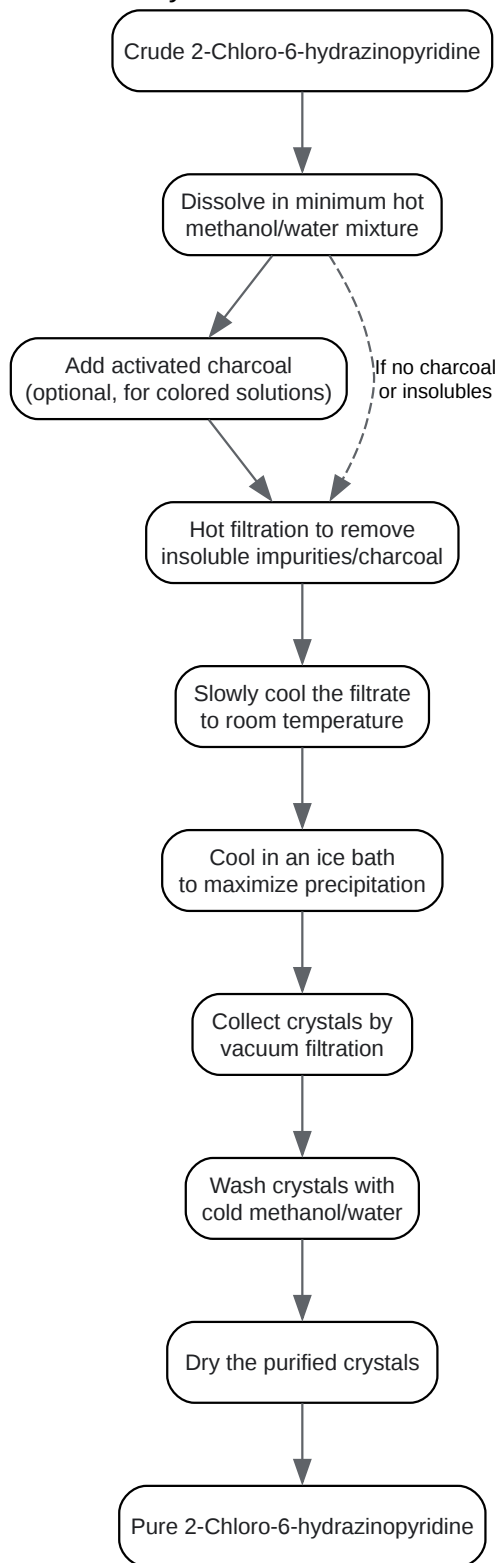 Crude 2-Chloro-6-hydrazinopyridine
Dissolve in minimum hot
methanol/water mixture
Add activated charcoal
(optional, for colored solutions)
If no charcoal
or insolubles
Hot filtration to remove
insoluble impurities/charcoal
Slowly cool the filtrate
to room temperature
Cool in an ice bath
to maximize precipitation
Collect crystals by
vacuum filtration
Wash crystals with
cold methanol/water
Dry the purified crystals
Pure 2-Chloro-6-hydrazinopyridine